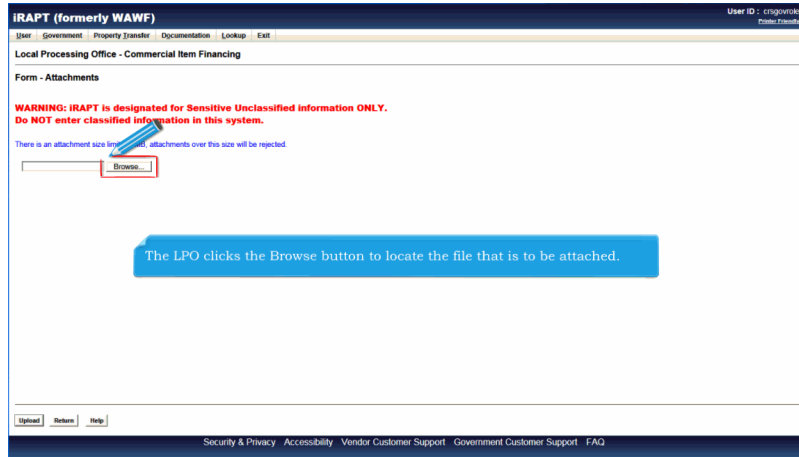 iRAPT (formerly WAWF)
User ID : crsgovrole
Printer Friendly
User Government Property Transfer Documentation Lookup Exit
Local Processing Office - Commercial Item Financing
Form - Attachments
WARNING: iRAPT is designated for Sensitive Unclassified information ONLY.
Do NOT enter classified information in this system.
There is an attachment size attachments over this size will be rejected.
Browse...
The LPO clicks the Browse button to locate the file that is to be attached.
Upload Return Help
Security & Privacy Accessibility Vendor Customer Support Government Customer Support FAQ